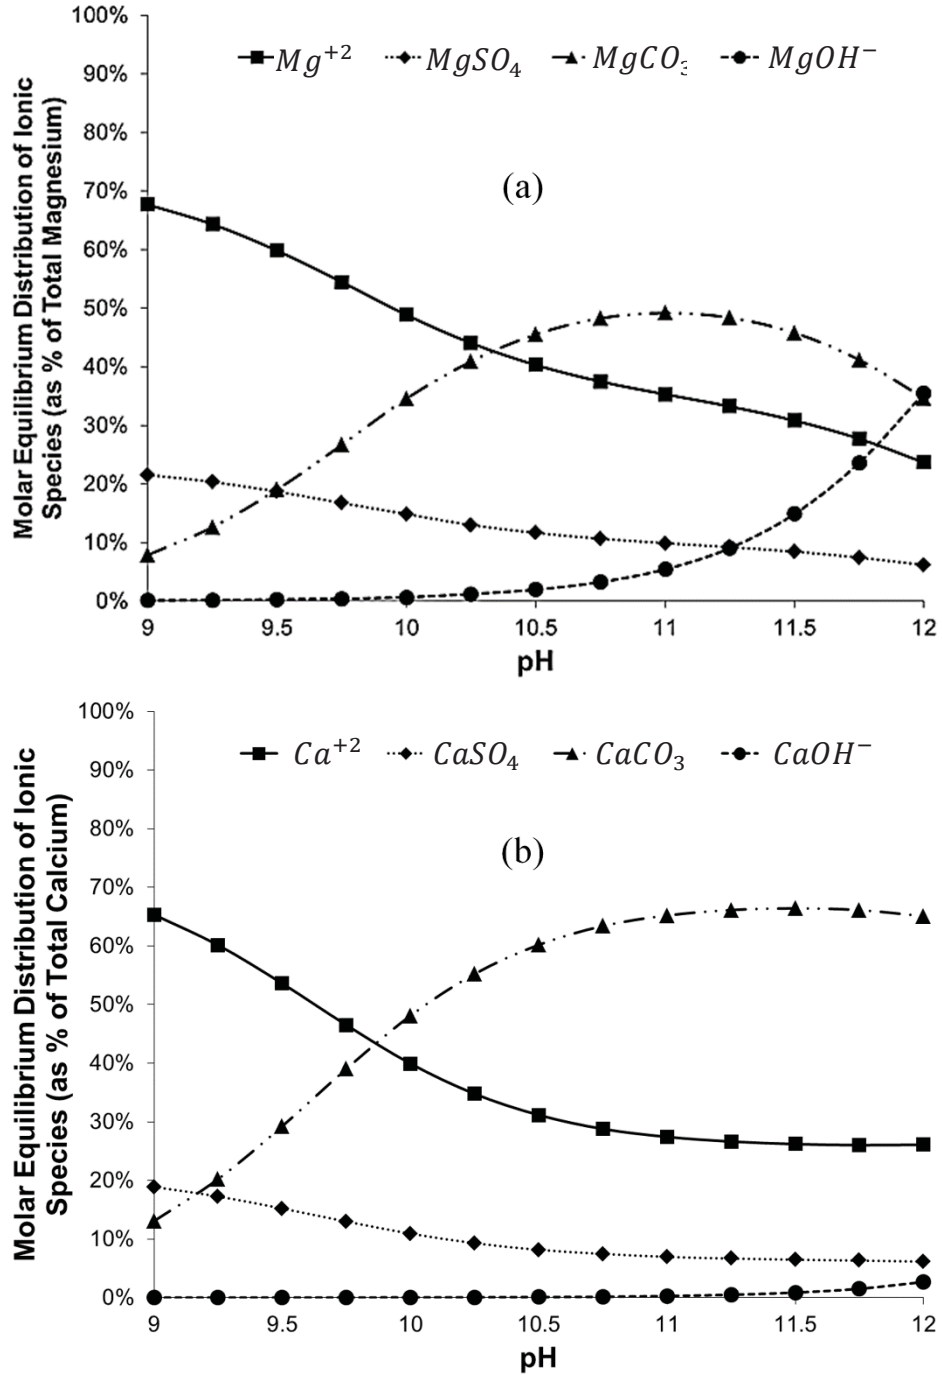 Molar Equilibrium Distribution of Ionic
Species (as % of Total Magnesium)
100%
90%
80%
70%
60%
50%
40%
30%
20%
10%
0%
Mg⁺² MgSO₄ MgCO₃ MgOH⁻
(a)
9 9.5 10 10.5 11 11.5 12
pH
Molar Equilibrium Distribution of Ionic
Species (as % of Total Calcium)
100%
90%
80%
70%
60%
50%
40%
30%
20%
10%
0%
Ca⁺² CaSO₄ CaCO₃ CaOH⁻
(b)
9 9.5 10 10.5 11 11.5 12
pH